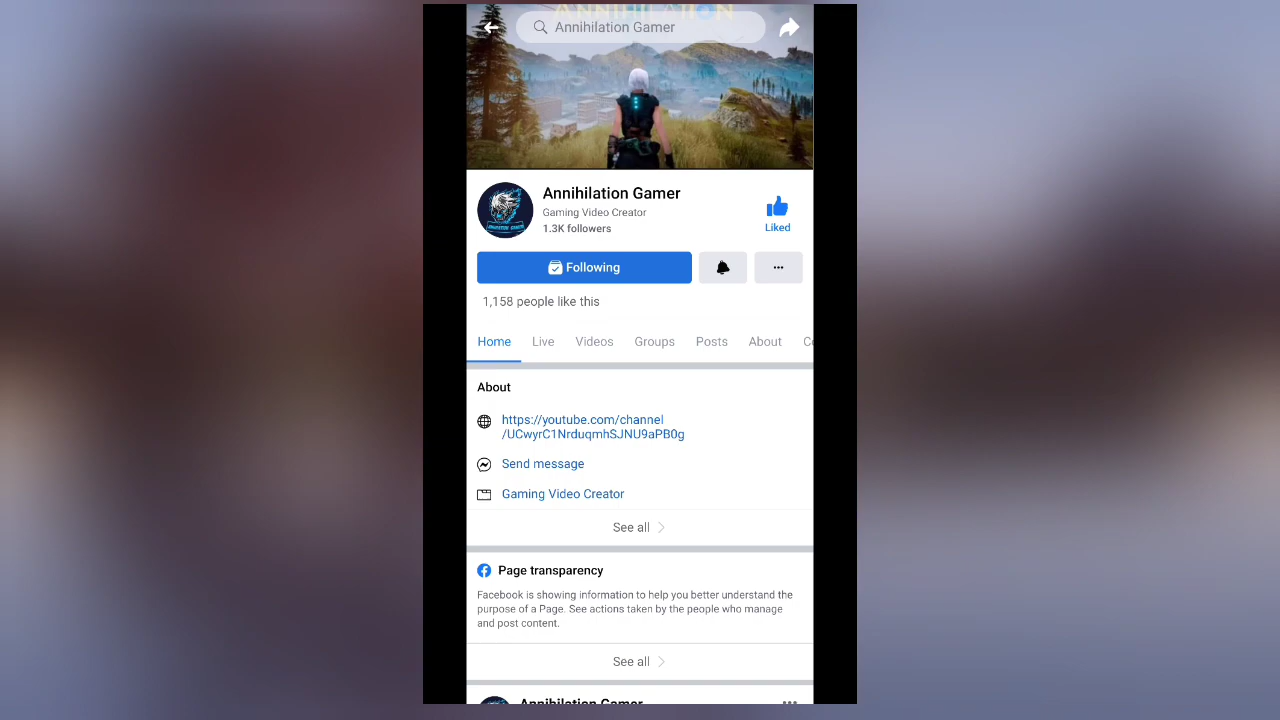 ANNIHILATION
Annihilation Gamer
Annihilation Gamer
Gaming Video Creator
1.3K followers
Liked
Following
1,158 people like this
Home Live Videos Groups Posts About Co
About
https://youtube.com/channel
/UCwyrC1NrduqmhSJNU9aPB0g
Send message
Gaming Video Creator
See all
Page transparency
Facebook is showing information to help you better understand the
purpose of a Page. See actions taken by the people who manage
and post content.
See all
Annihilation Gamer